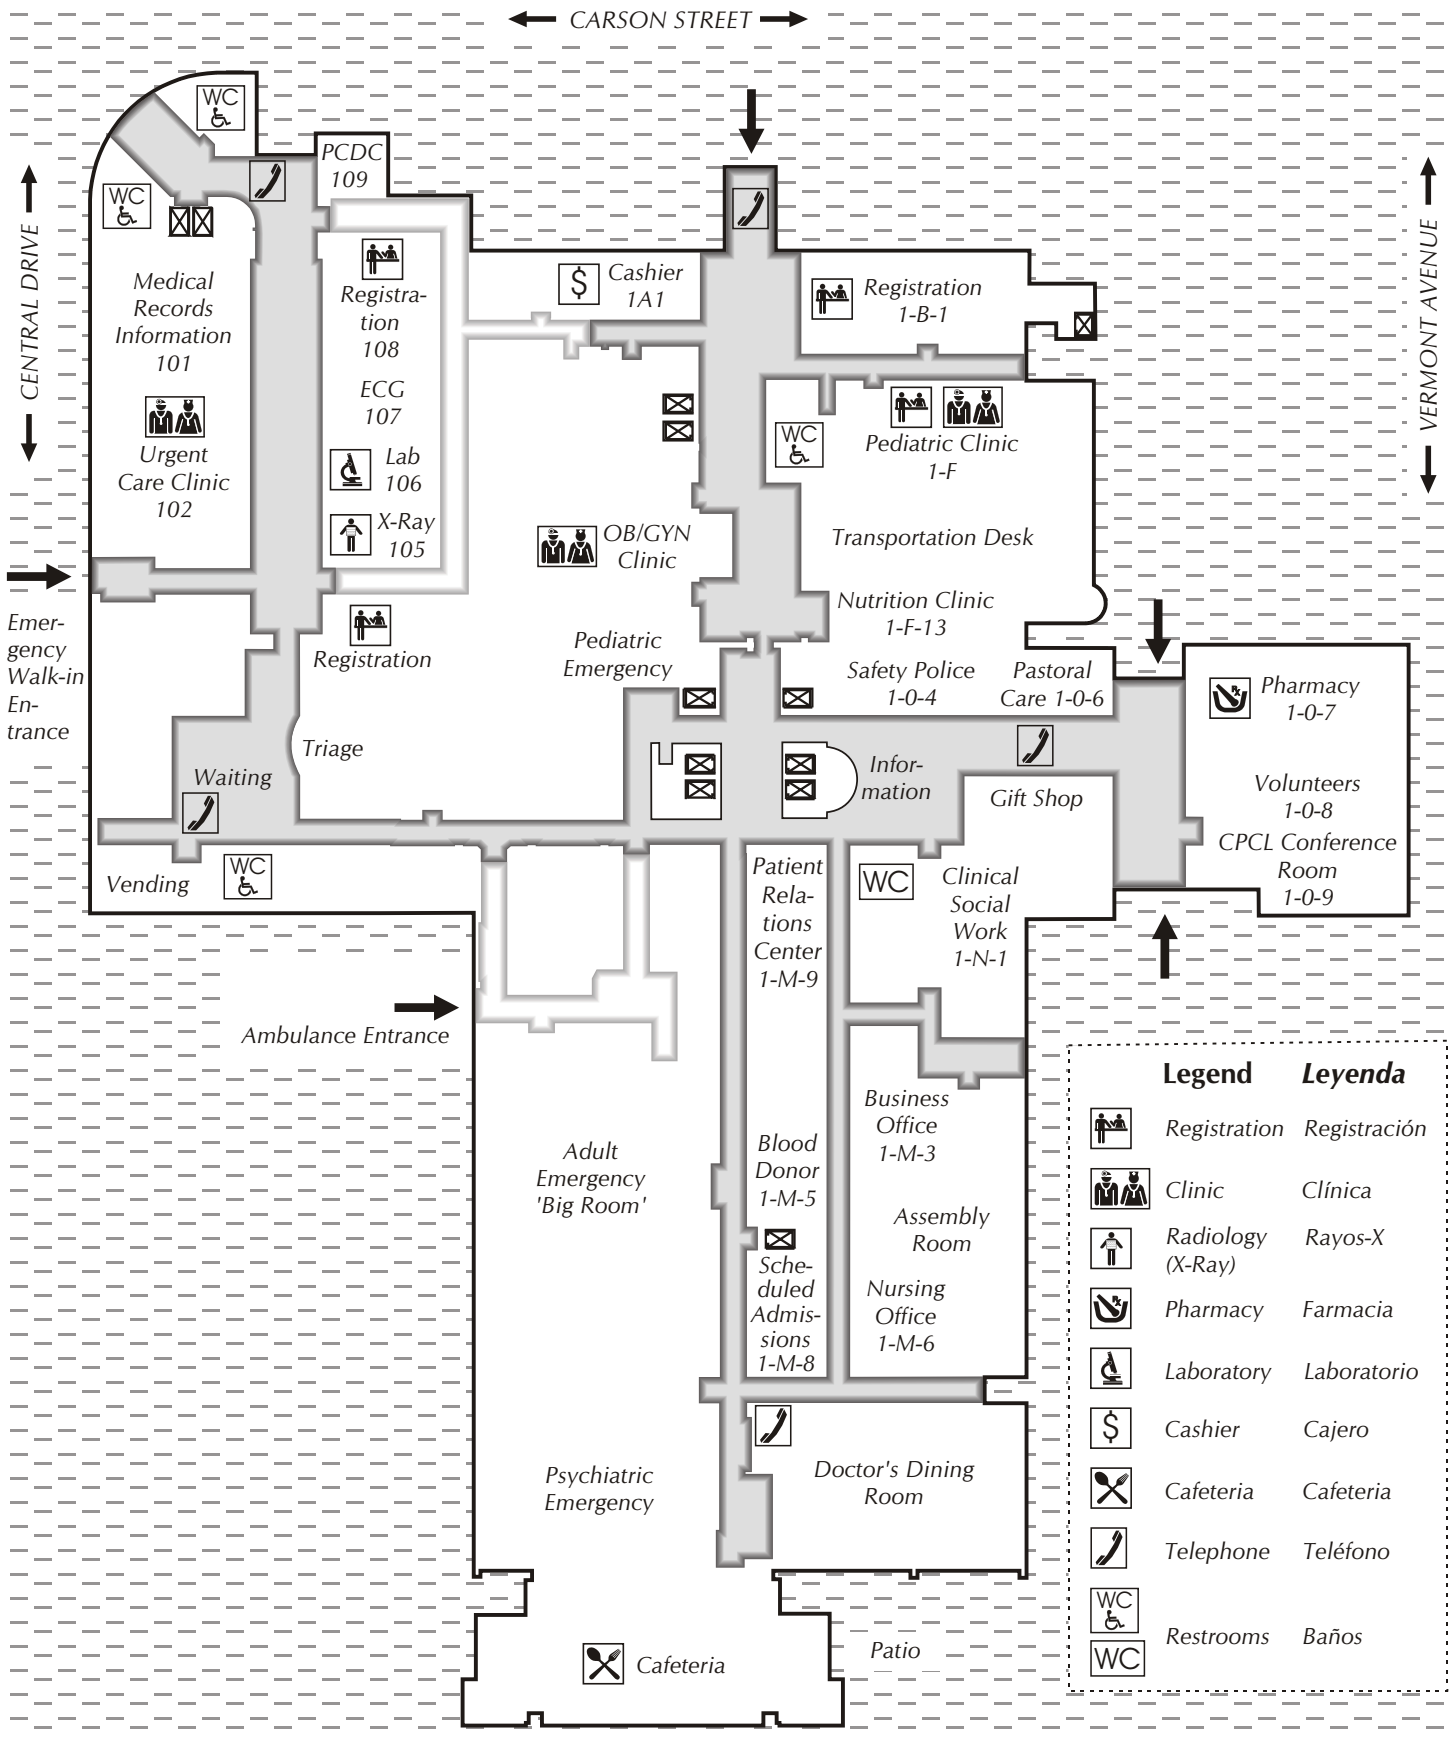 CARSON STREET
CENTRAL DRIVE
VERMONT AVENUE
WC
WC
PCDC
109
Medical
Records
Information
101
Urgent
Care Clinic
102
Registra-
tion
108
ECG
107
Lab
106
X-Ray
105
$
Cashier
1A1
Registration
1-B-1
WC
Pediatric Clinic
1-F
OB/GYN
Clinic
Transportation Desk
Nutrition Clinic
1-F-13
Emer-
gency
Walk-in
En-
trance
Registration
Pediatric
Emergency
Safety Police
1-0-4
Pastoral
Care 1-0-6
Rx
Pharmacy
1-0-7
Triage
Waiting
Infor-
mation
Gift Shop
Volunteers
1-0-8
CPCL Conference
Room
1-0-9
Vending
WC
Patient
Rela-
tions
Center
1-M-9
WC
Clinical
Social
Work
1-N-1
Ambulance Entrance
Adult
Emergency
'Big Room'
Blood
Donor
1-M-5
Business
Office
1-M-3
Assembly
Room
Sche-
duled
Admis-
sions
1-M-8
Nursing
Office
1-M-6
Psychiatric
Emergency
Doctor's Dining
Room
Cafeteria
Patio
Legend Leyenda
Registration Registración
Clinic Clínica
Radiology Rayos-X
(X-Ray)
Rx
Pharmacy Farmacia
Laboratory Laboratorio
$ Cashier Cajero
Cafeteria Cafeteria
Telephone Teléfono
WC
Restrooms Baños
WC